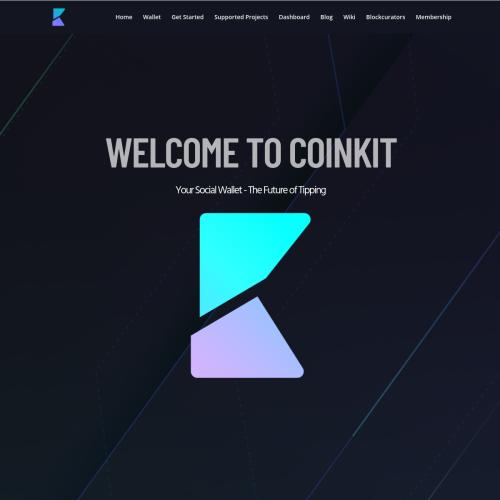 Home Wallet Get Started Supported Projects Dashboard Blog Wiki Blockcurators Membership
WELCOME TO COINKIT
Your Social Wallet - The Future of Tipping